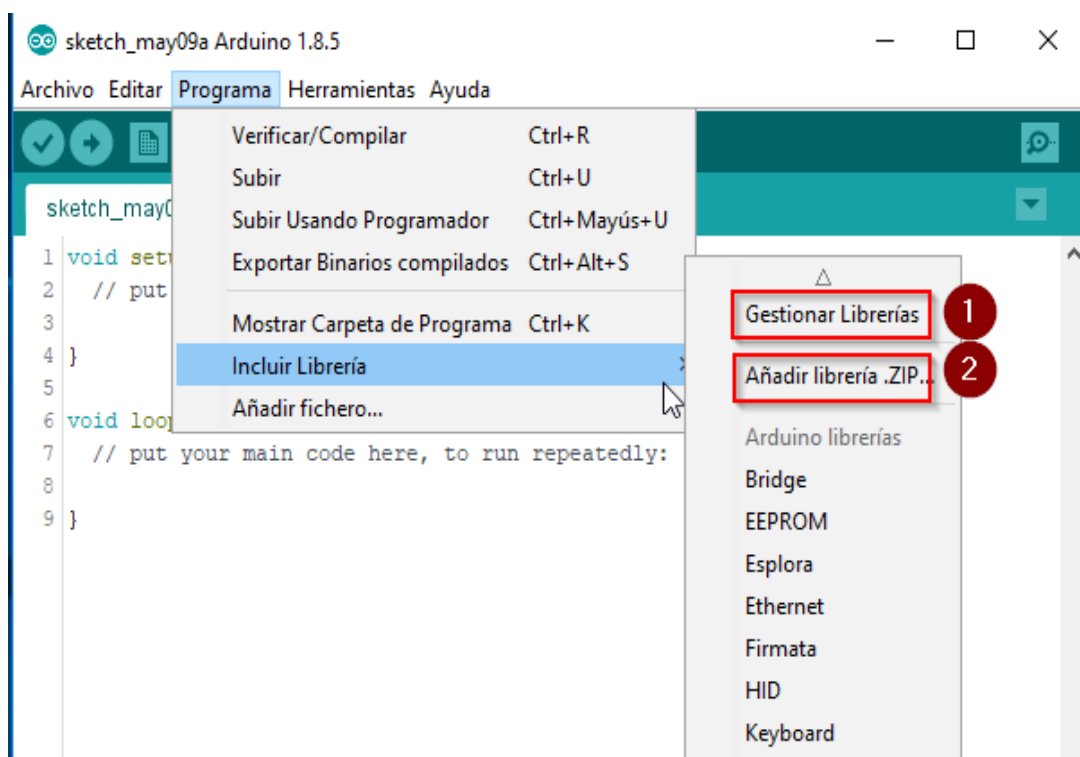 sketch_may09a Arduino 1.8.5
Archivo Editar Programa Herramientas Ayuda
Verificar/Compilar Ctrl+R
Subir Ctrl+U
Subir Usando Programador Ctrl+Mayús+U
Exportar Binarios compilados Ctrl+Alt+S
Mostrar Carpeta de Programa Ctrl+K
Incluir Librería
Añadir fichero...
Gestionar Librerías 1
Añadir librería .ZIP... 2
Arduino librerías
Bridge
EEPROM
Esplora
Ethernet
Firmata
HID
Keyboard
sketch_may0
1 void setu
2 // put
3
4 }
5
6 void loop
7 // put your main code here, to run repeatedly:
8
9 }